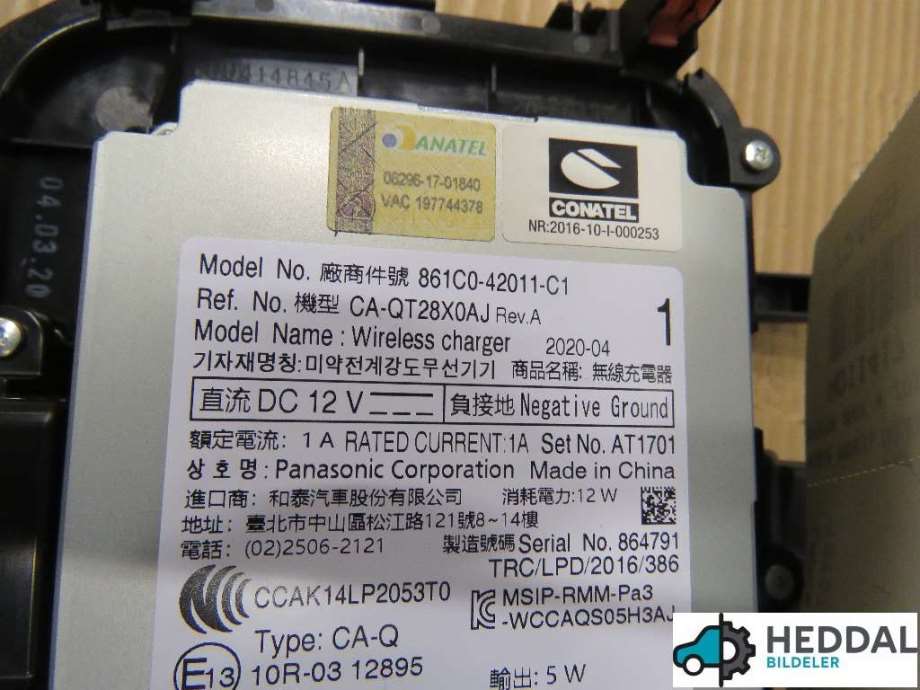 414845A
04.03.20
ANATEL
06296-17-01840
VAC 197744378
CONATEL
NR:2016-10-I-000253
Model No. 廠商件號 861C0-42011-C1
Ref. No. 機型 CA-QT28X0AJ Rev.A
1
Model Name : Wireless charger 2020-04
기자재명칭:미약전계강도무선기기 商品名稱: 無線充電器
直流 DC 12 V 負接地 Negative Ground
額定電流: 1 A RATED CURRENT:1A Set No. AT1701
상 호 명 : Panasonic Corporation Made in China
進口商: 和泰汽車股份有限公司 消耗電力:12 W
地址: 臺北市中山區松江路121號8~14樓
電話: (02)2506-2121 製造號碼 Serial No. 864791
TRC/LPD/2016/386
CCAK14LP2053T0 MSIP-RMM-Pa3
-WCCAQS05H3AJ
Type: CA-Q
E13 10R-03 12895 輸出: 5 W
HEDDAL
BILDELER